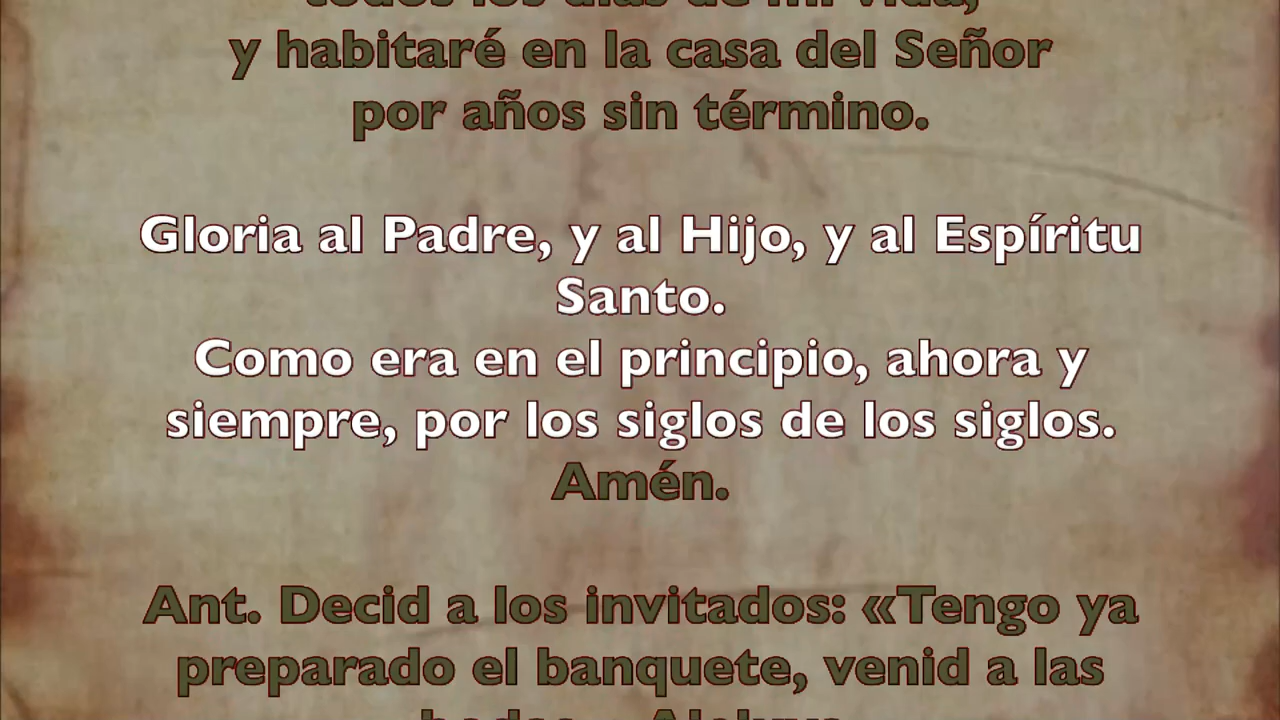 todos los días de mi vida,
y habitaré en la casa del Señor
por años sin término.
Gloria al Padre, y al Hijo, y al Espíritu
Santo.
Como era en el principio, ahora y
siempre, por los siglos de los siglos.
Amén.
Ant. Decid a los invitados: «Tengo ya
preparado el banquete, venid a las